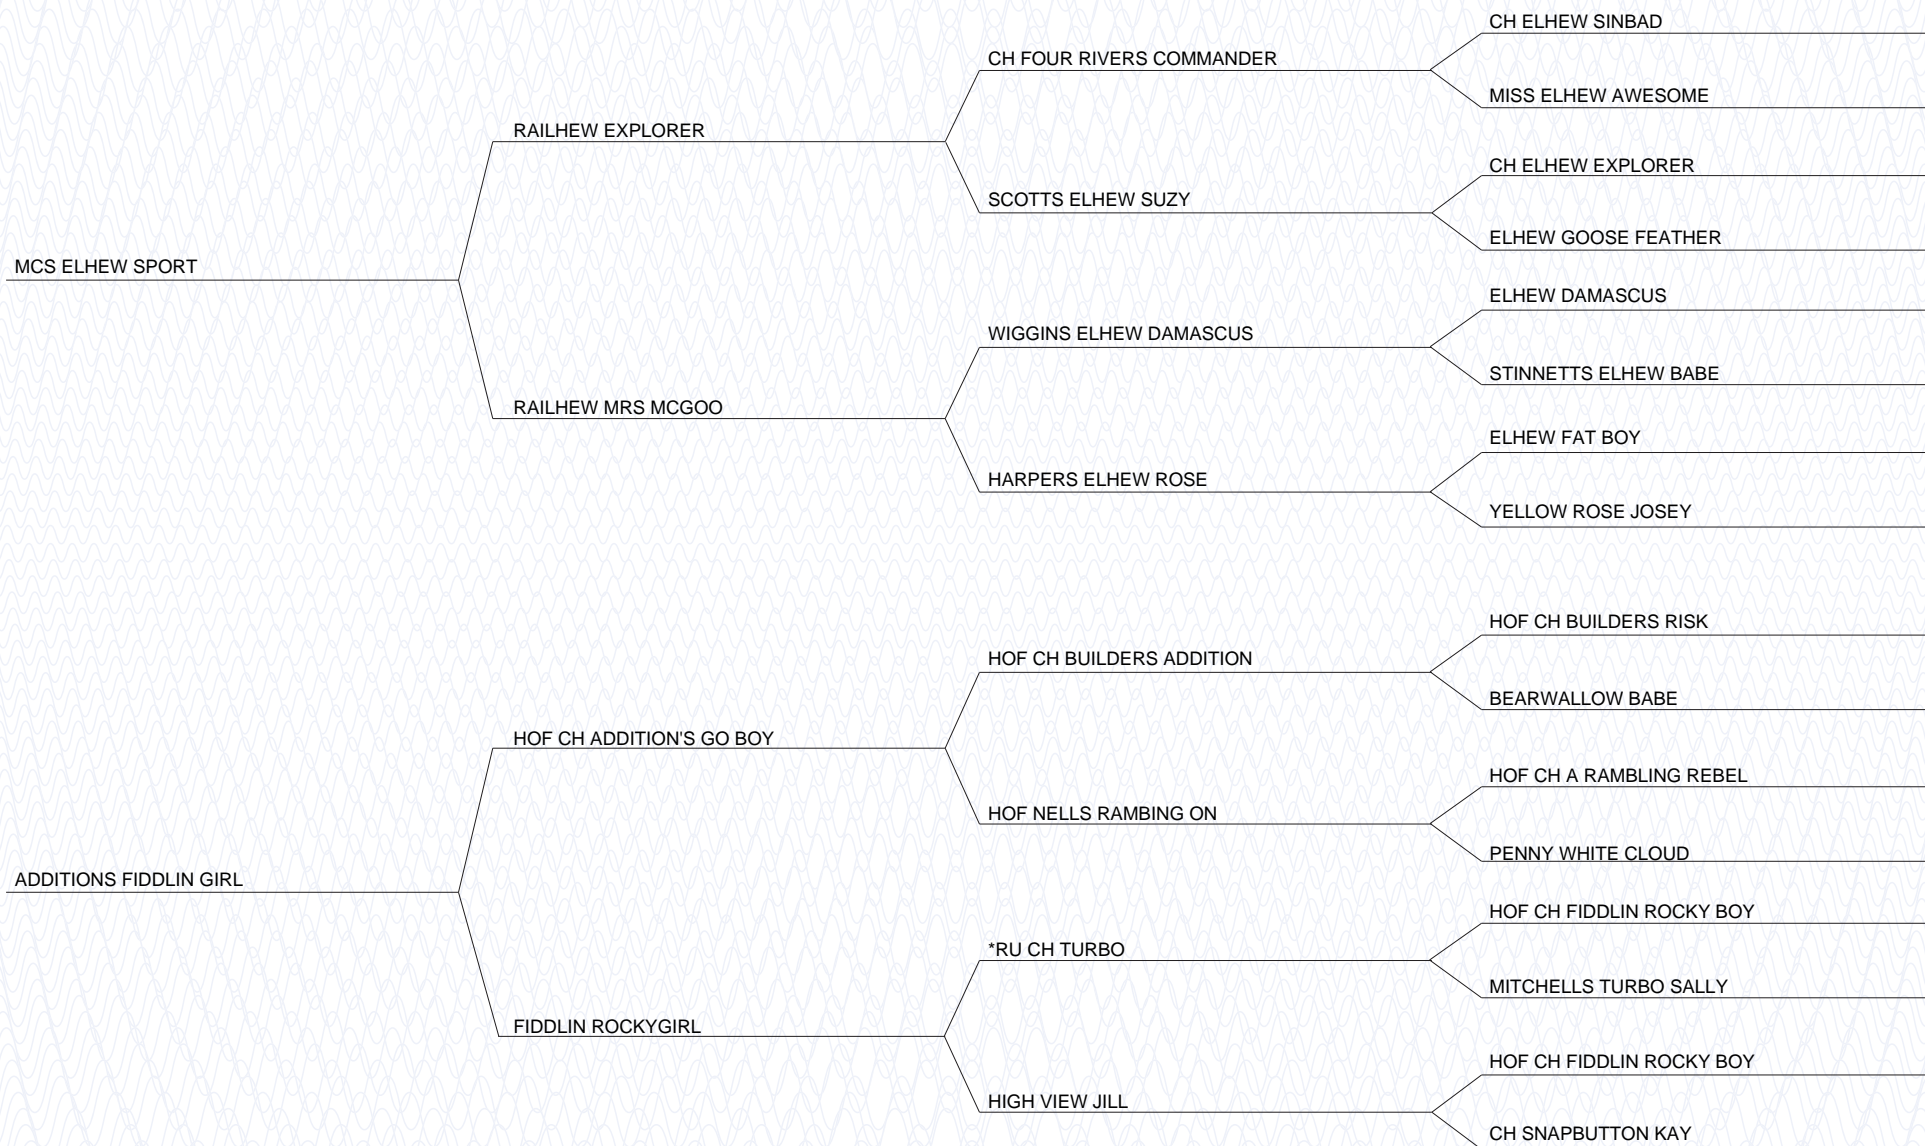 CH ELHEW SINBAD
CH FOUR RIVERS COMMANDER
MISS ELHEW AWESOME
RAILHEW EXPLORER
CH ELHEW EXPLORER
SCOTTS ELHEW SUZY
ELHEW GOOSE FEATHER
MCS ELHEW SPORT
ELHEW DAMASCUS
WIGGINS ELHEW DAMASCUS
STINNETTS ELHEW BABE
RAILHEW MRS MCGOO
ELHEW FAT BOY
HARPERS ELHEW ROSE
YELLOW ROSE JOSEY
HOF CH BUILDERS RISK
HOF CH BUILDERS ADDITION
BEARWALLOW BABE
HOF CH ADDITION'S GO BOY
HOF CH A RAMBLING REBEL
HOF NELLS RAMBING ON
PENNY WHITE CLOUD
ADDITIONS FIDDLIN GIRL
HOF CH FIDDLIN ROCKY BOY
*RU CH TURBO
MITCHELLS TURBO SALLY
FIDDLIN ROCKYGIRL
HOF CH FIDDLIN ROCKY BOY
HIGH VIEW JILL
CH SNAPBUTTON KAY